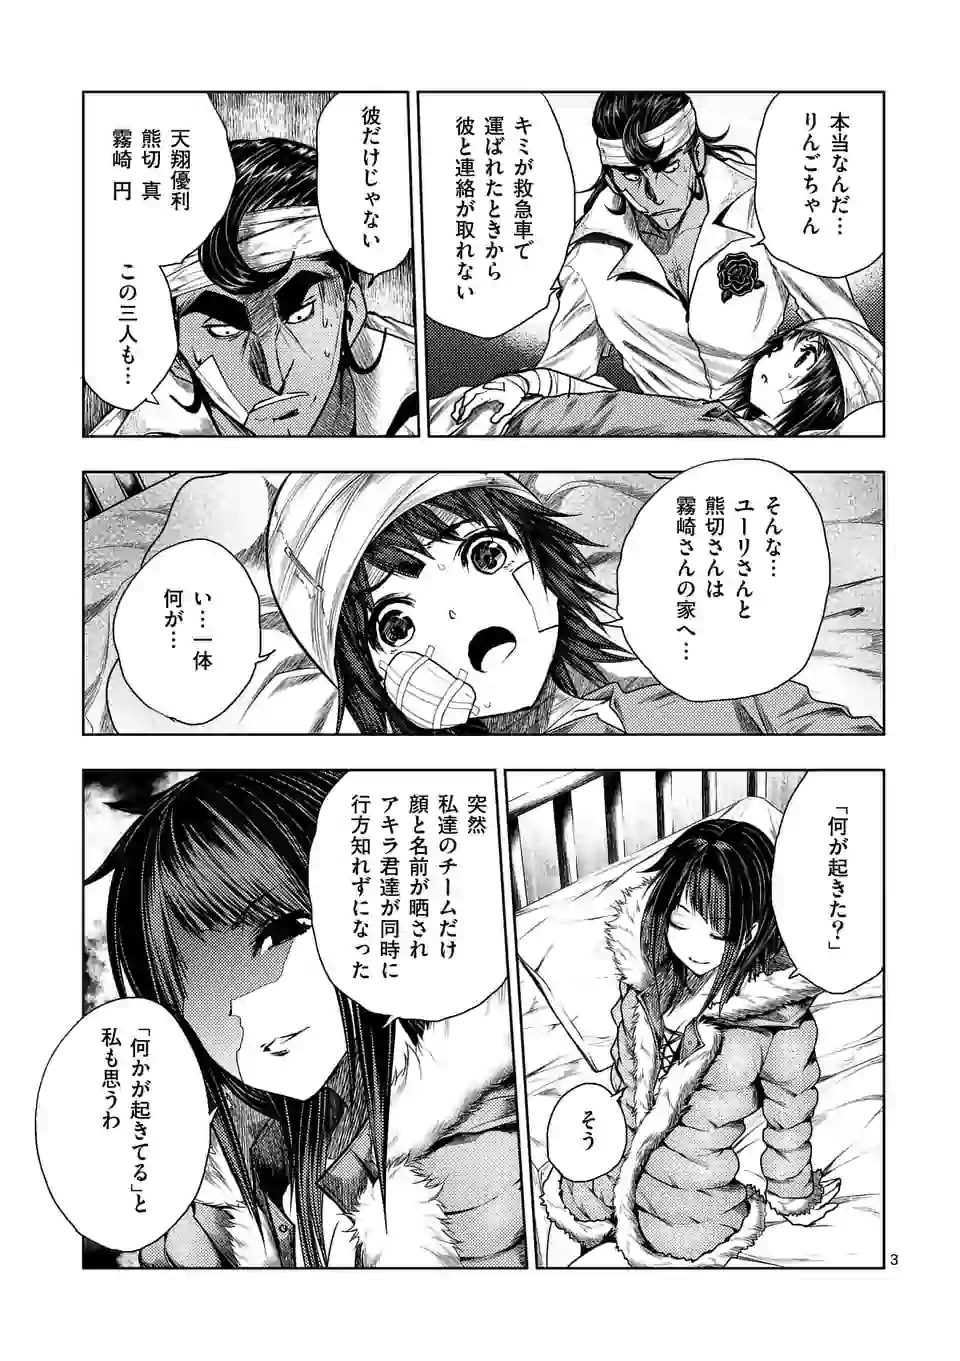 本当なんだ…
りんごちゃん
キミが救急車で
運ばれたときから
彼と連絡が取れない
彼だけじゃない
天翔優利
熊切 真
霧崎 円
この三人も…
そんな…
ユーリさんと
熊切さんは
霧崎さんの家へ…
い…一体
何が…
「何が起きた？」
そう
突然
私達のチームだけ
顔と名前が晒され
アキラ君達が同時に
行方知れずになった
「何かが起きてる」と
私も思うわ
3